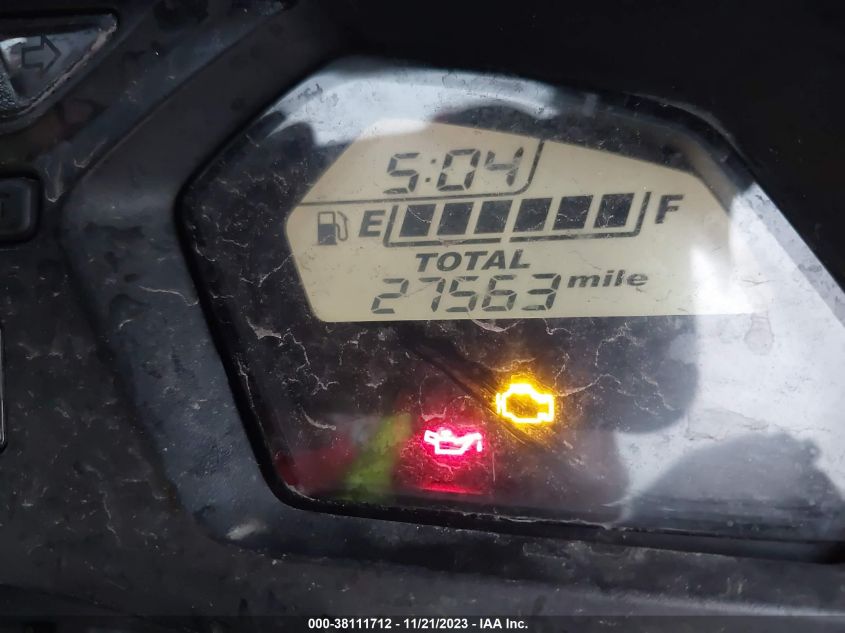 5:04
E F
TOTAL
27563 mile
000-38111712 - 11/21/2023 - IAA Inc.